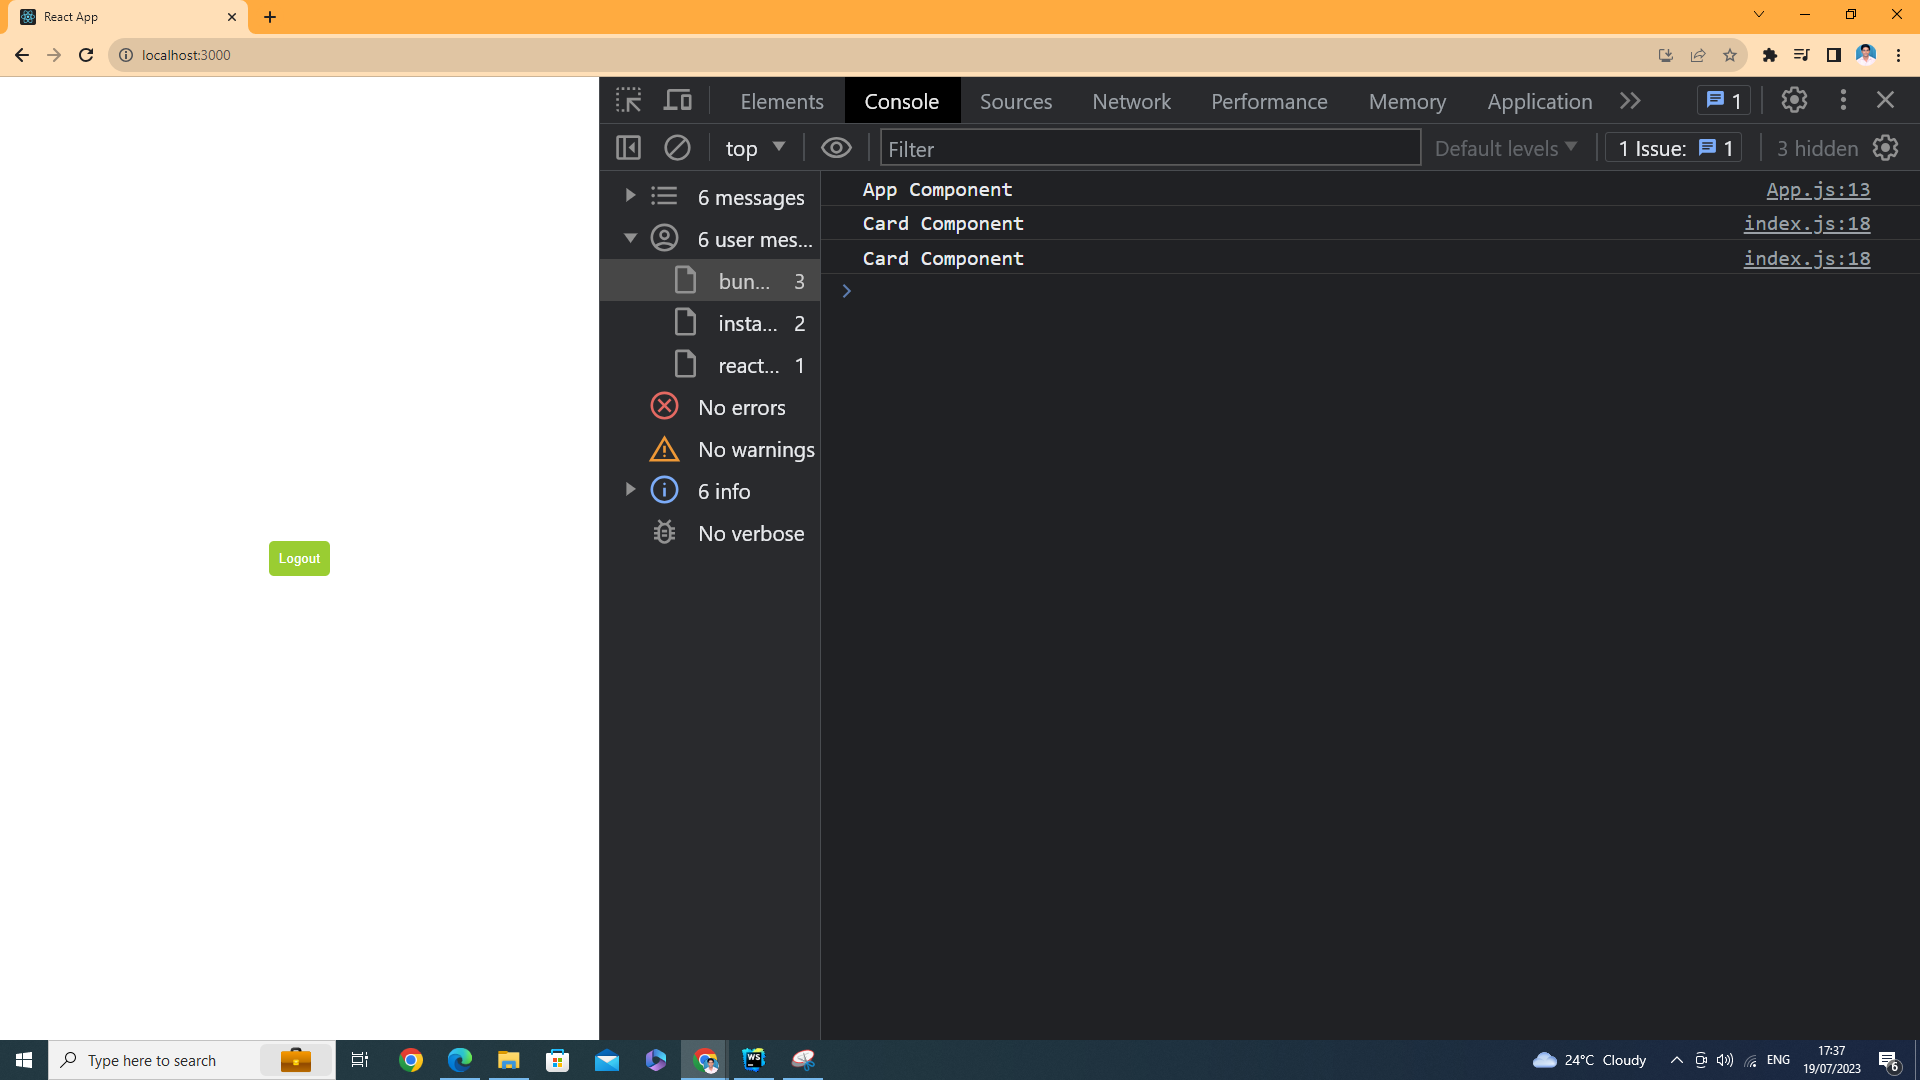 React App
localhost:3000
Elements
Console
Sources
Network
Performance
Memory
Application
1
top
Filter
Default levels
1 Issue:
1
3 hidden
6 messages
6 user mes...
bun... 3
insta... 2
react... 1
No errors
No warnings
6 info
No verbose
App Component App.js:13
Card Component index.js:18
Card Component index.js:18
Logout
Type here to search
WS
24°C Cloudy
ENG
17:37
19/07/2023
6